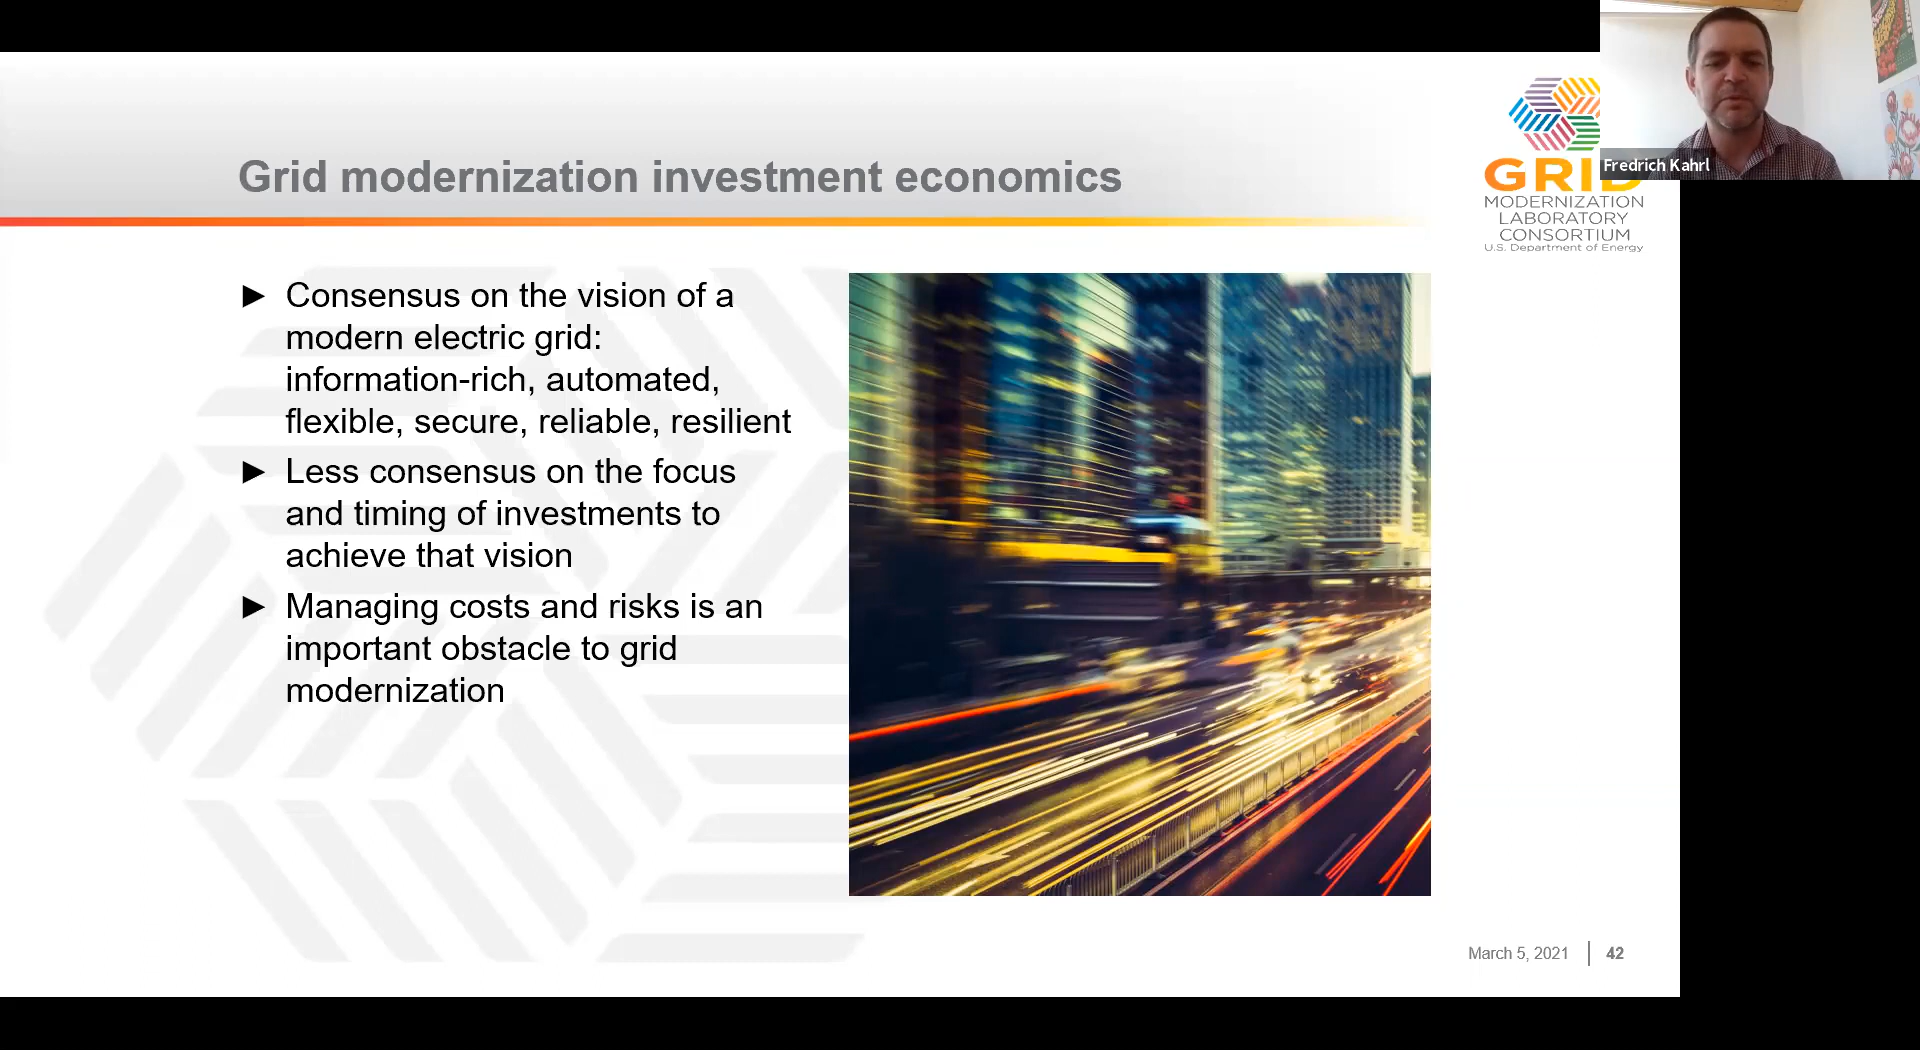 Grid modernization investment economics
► Consensus on the vision of a
modern electric grid:
information-rich, automated,
flexible, secure, reliable, resilient
► Less consensus on the focus
and timing of investments to
achieve that vision
► Managing costs and risks is an
important obstacle to grid
modernization
GRID
MODERNIZATION
LABORATORY
CONSORTIUM
U.S. Department of Energy
Fredrich Kahrl
March 5, 2021 | 42